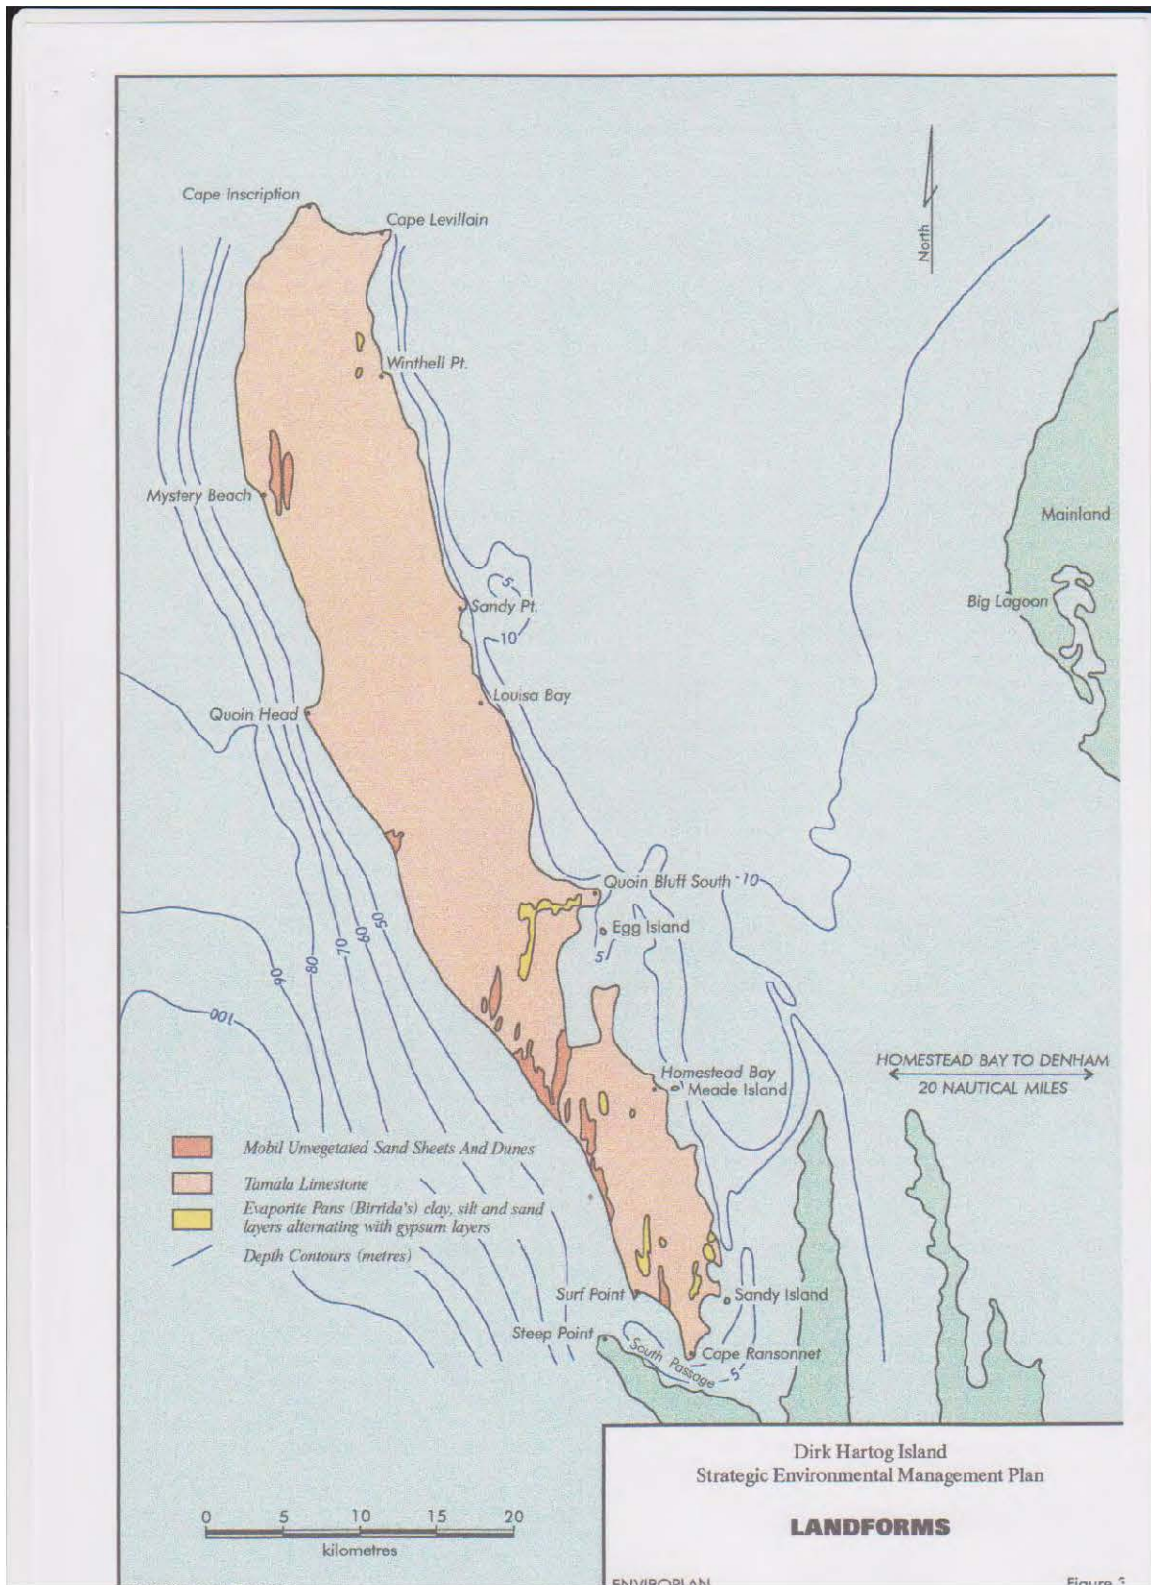 Cape Inscription
Cape Levillain
North
Winthell Pt.
Mystery Beach
Mainland
5
Sandy Pt.
Big Lagoon
10
Louisa Bay
Quoin Head
Quoin Bluff South
10
50
Egg Island
60
70
80
90
5
100
HOMESTEAD BAY TO DENHAM
20 NAUTICAL MILES
Homestead Bay
Meade Island
Mobil Unvegetated Sand Sheets And Dunes
Tamala Limestone
Evaporite Pans (Birrida's) clay, silt and sand
layers alternating with gypsum layers
Depth Contours (metres)
Surf Point
Sandy Island
Steep Point
South Passage
Cape Ransonnet
5
Dirk Hartog Island
Strategic Environmental Management Plan
LANDFORMS
0 5 10 15 20
kilometres
ENVIROPLAN
Figure